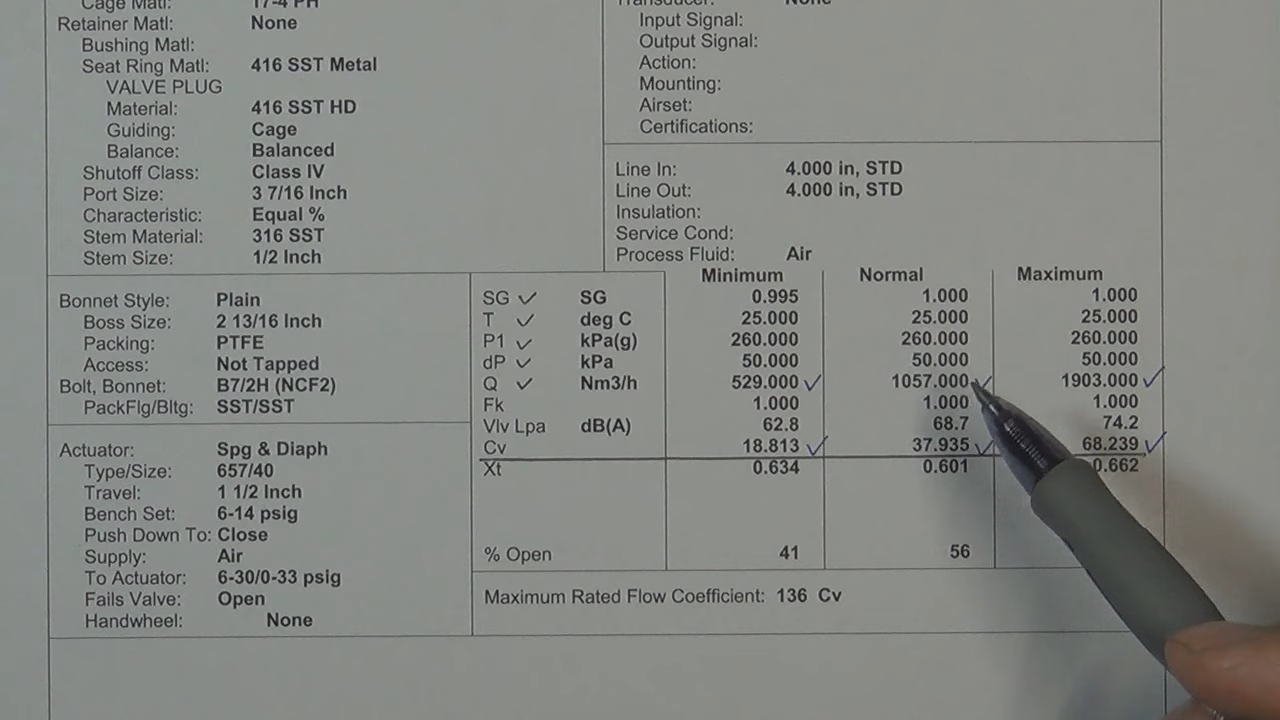 Cage Matl: 17-4 PH
Retainer Matl: None
Bushing Matl:
Seat Ring Matl: 416 SST Metal
VALVE PLUG
Material: 416 SST HD
Guiding: Cage
Balance: Balanced
Shutoff Class: Class IV
Port Size: 3 7/16 Inch
Characteristic: Equal %
Stem Material: 316 SST
Stem Size: 1/2 Inch
Transducer: None
Input Signal:
Output Signal:
Action:
Mounting:
Airset:
Certifications:
Line In: 4.000 in, STD
Line Out: 4.000 in, STD
Insulation:
Service Cond:
Process Fluid: Air
Bonnet Style: Plain
Boss Size: 2 13/16 Inch
Packing: PTFE
Access: Not Tapped
Bolt, Bonnet: B7/2H (NCF2)
PackFlg/Bltg: SST/SST
Actuator: Spg & Diaph
Type/Size: 657/40
Travel: 1 1/2 Inch
Bench Set: 6-14 psig
Push Down To: Close
Supply: Air
To Actuator: 6-30/0-33 psig
Fails Valve: Open
Handwheel: None
Minimum Normal Maximum
SG ✓ SG 0.995 1.000 1.000
T ✓ deg C 25.000 25.000 25.000
P1 ✓ kPa(g) 260.000 260.000 260.000
dP ✓ kPa 50.000 50.000 50.000
Q ✓ Nm3/h 529.000 ✓ 1057.000 ✓ 1903.000 ✓
Fk 1.000 1.000 1.000
Vlv Lpa dB(A) 62.8 68.7 74.2
Cv 18.813 ✓ 37.935 ✓ 68.239 ✓
Xt 0.634 0.601 0.662
% Open 41 56
Maximum Rated Flow Coefficient: 136 Cv